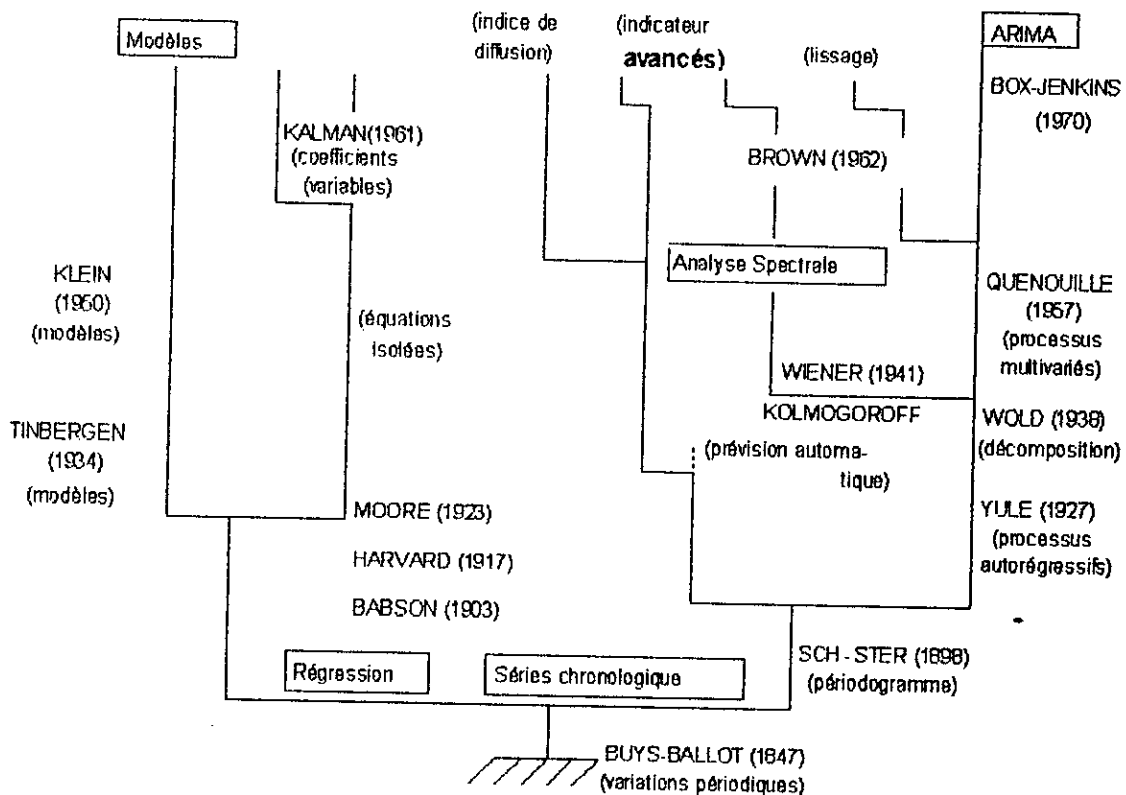 Modèles
(indice de
diffusion)
(indicateur
avancés)
(lissage)
ARIMA
BOX-JENKINS
(1970)
KALMAN(1961)
(coefficients
(variables)
BROWN (1962)
Analyse Spectrale
KLEIN
(1950)
(modèles)
(équations
isolées)
QUENOUILLE
(1957)
(processus
multivariés)
WIENER (1941)
KOLMOGOROFF
WOLD (1938)
(décomposition)
TINBERGEN
(1934)
(modèles)
(prévision automa-
tique)
MOORE (1923)
YULE (1927)
(processus
autorégressifs)
HARVARD (1917)
BABSON (1903)
SCH-STER (1898)
(périodogramme)
Régression
Séries chronologique
BUYS-BALLOT (1847)
(variations périodiques)